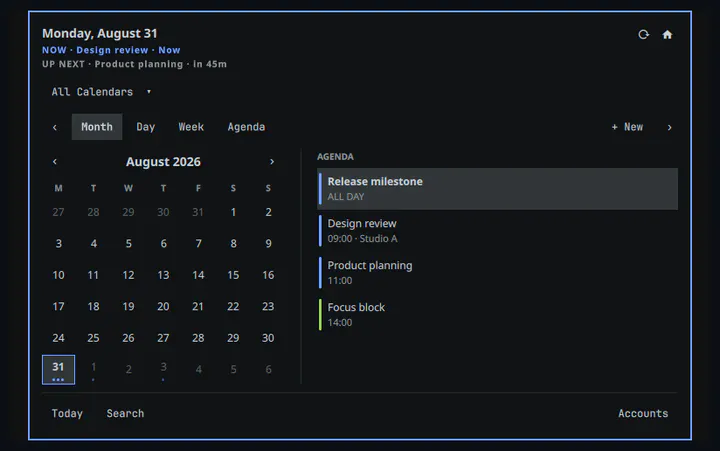 Monday, August 31
NOW · Design review · Now
UP NEXT · Product planning · in 45m
All Calendars ▾
‹ Month Day Week Agenda + New ›
‹ August 2026 ›
M T W T F S S
27 28 29 30 31 1 2
3 4 5 6 7 8 9
10 11 12 13 14 15 16
17 18 19 20 21 22 23
24 25 26 27 28 29 30
31 1 2 3 4 5 6
AGENDA
Release milestone
ALL DAY
Design review
09:00 · Studio A
Product planning
11:00
Focus block
14:00
Today Search Accounts